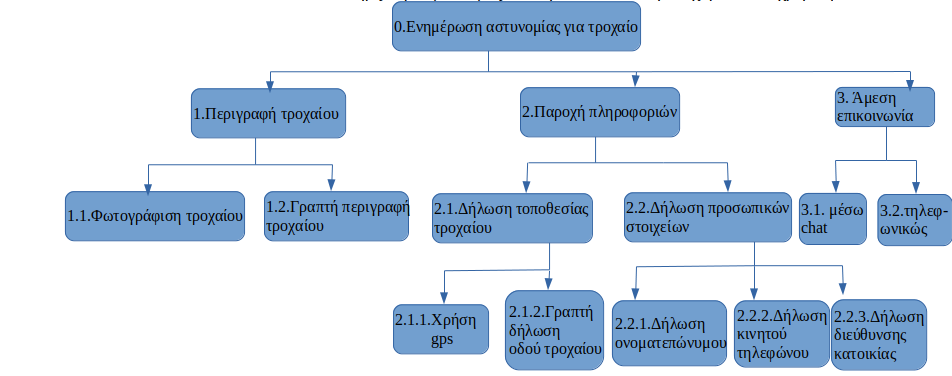 0.Ενημέρωση αστυνομίας για τροχαίο
1.Περιγραφή τροχαίου
2.Παροχή πληροφοριών
3. Άμεση
επικοινωνία
1.1.Φωτογράφιση τροχαίου
1.2.Γραπτή περιγραφή
τροχαίου
2.1.Δήλωση τοποθεσίας
τροχαίου
2.2.Δήλωση προσωπικών
στοιχείων
3.1. μέσω
chat
3.2.τηλεφ-
ωνικώς
2.1.1.Χρήση
gps
2.1.2.Γραπτή
δήλωση
οδού τροχαίου
2.2.1.Δήλωση
ονοματεπώνυμου
2.2.2.Δήλωση
κινητού
τηλεφώνου
2.2.3.Δήλωση
διεύθυνσης
κατοικίας